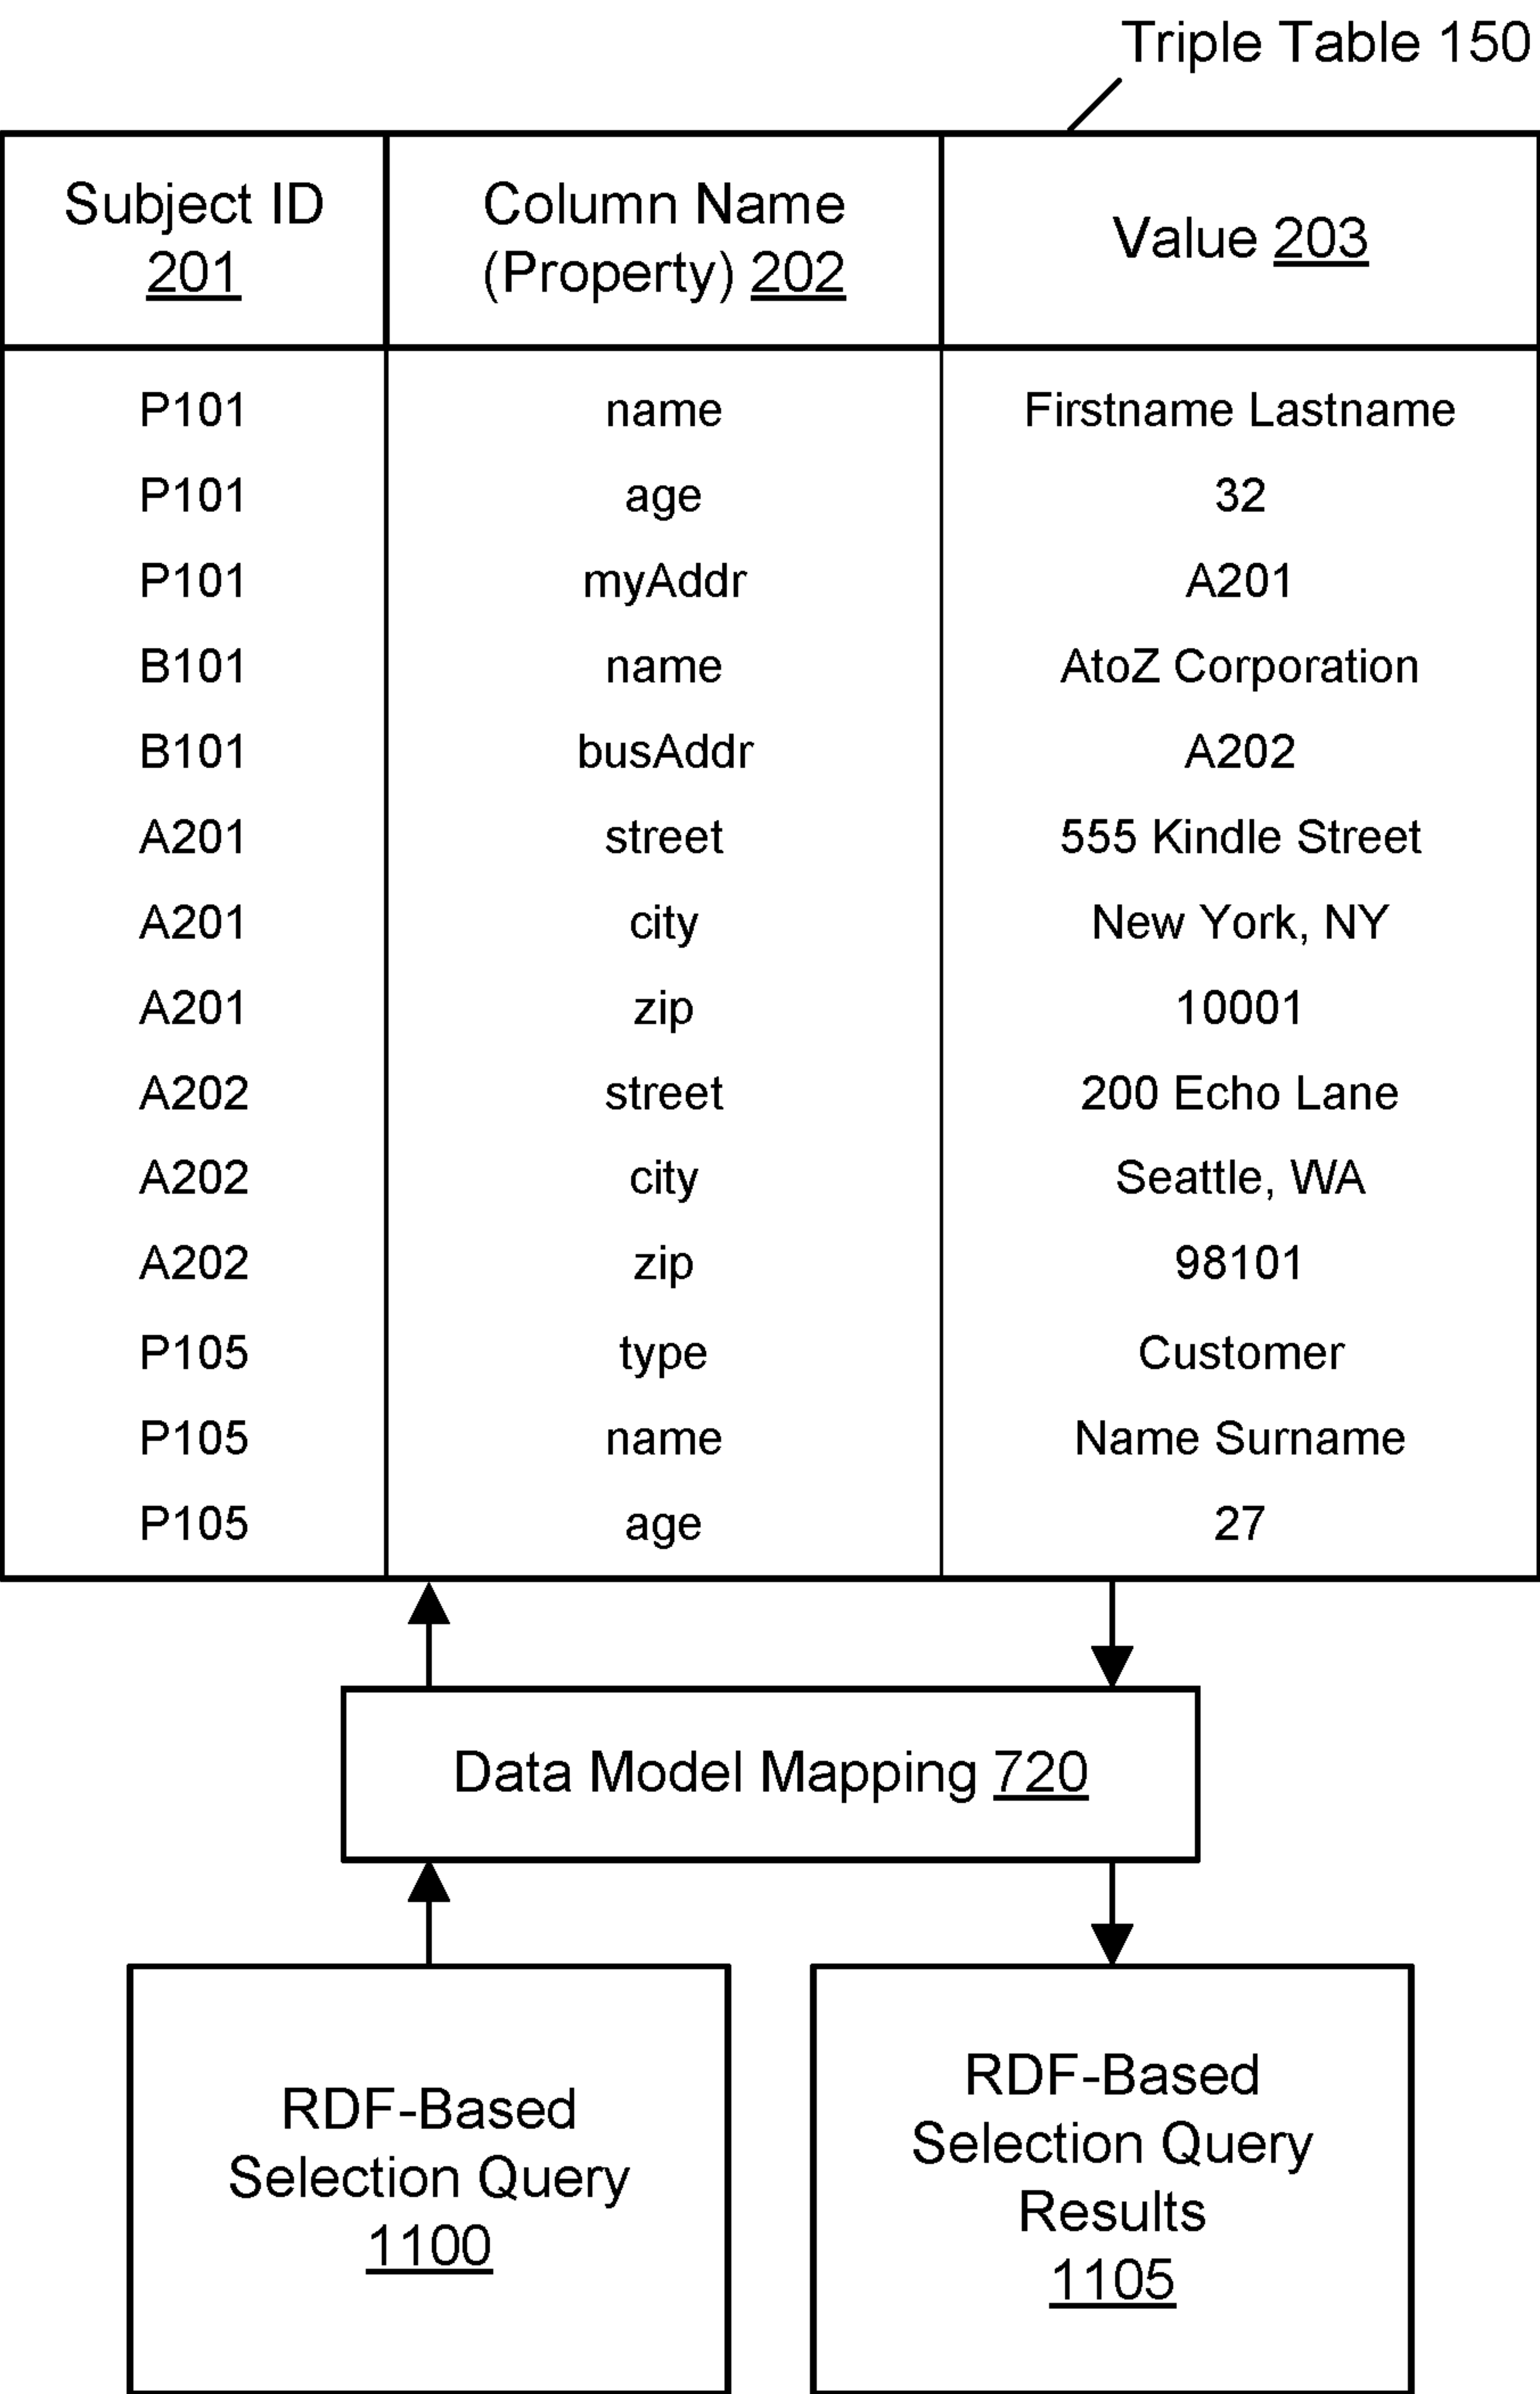 Triple Table 150
Subject ID
201
Column Name
(Property) 202
Value 203
P101 name Firstname Lastname
P101 age 32
P101 myAddr A201
B101 name AtoZ Corporation
B101 busAddr A202
A201 street 555 Kindle Street
A201 city New York, NY
A201 zip 10001
A202 street 200 Echo Lane
A202 city Seattle, WA
A202 zip 98101
P105 type Customer
P105 name Name Surname
P105 age 27
Data Model Mapping 720
RDF-Based
Selection Query
1100
RDF-Based
Selection Query
Results
1105